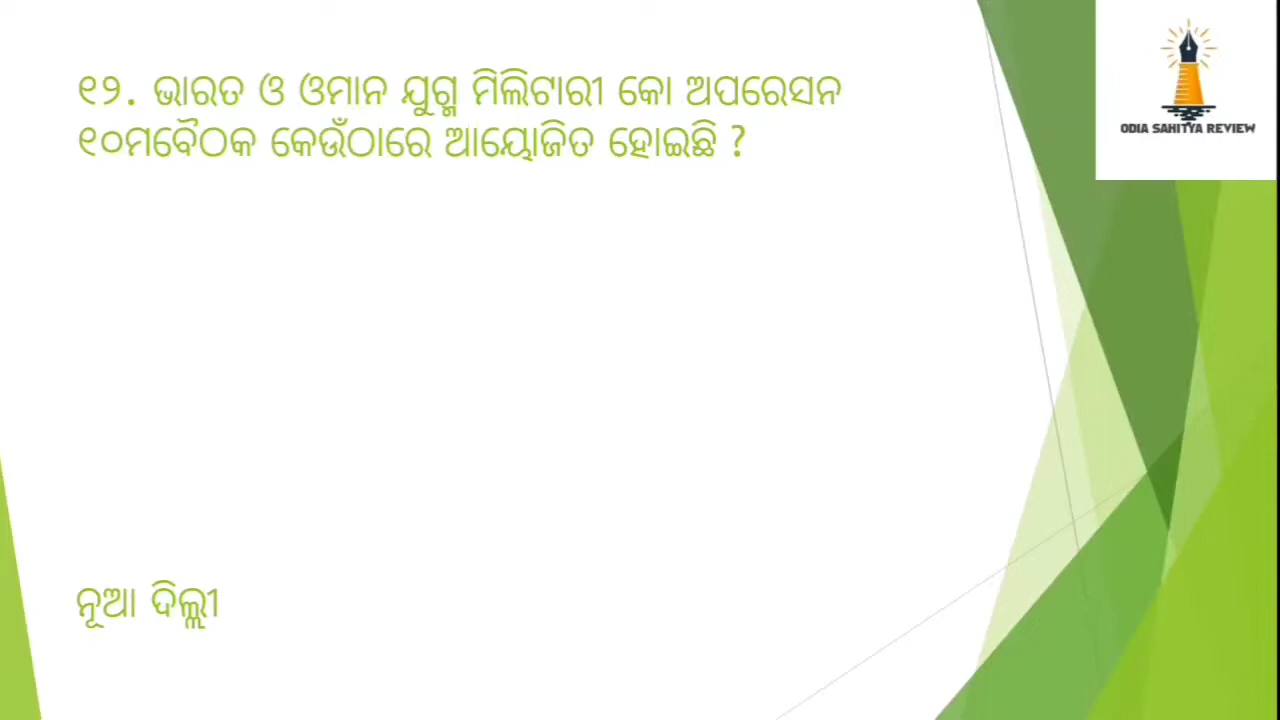 ୧୨. ଭାରତ ଓ ଓମାନ ଯୁଗ୍ମ ମିଲିଟାରୀ କୋ ଅପରେସନ
୧୦ମବୈଠକ କେଉଁଠାରେ ଆୟୋଜିତ ହୋଇଛି ?
ODIA SAHITYA REVIEW
ନୂଆ ଦିଲ୍ଲୀ